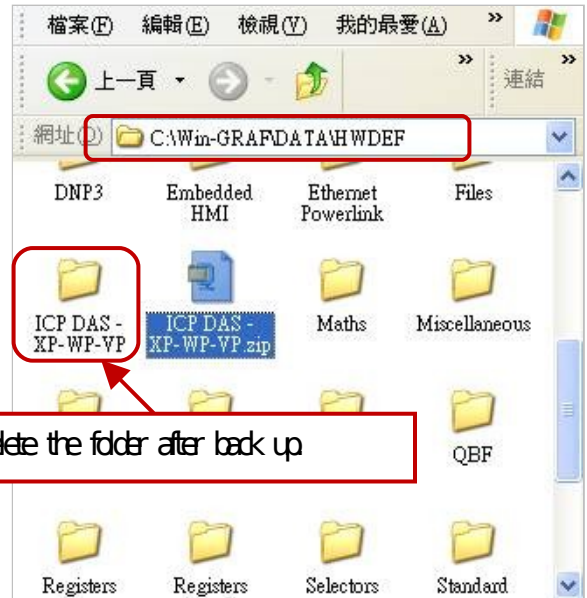 檔案(F) 編輯(E) 檢視(V) 我的最愛(A) »
上一頁 » 連結 »
網址(D) C:\Win-GRAF\DATA\HWDEF
DNP3 Embedded HMI Ethernet Powerlink Files
ICP DAS - XP-WP-VP ICP DAS - XP-WP-VP.zip Maths Miscellaneous
lete the folder after back up.
QBF
Registers Registers Selectors Standard